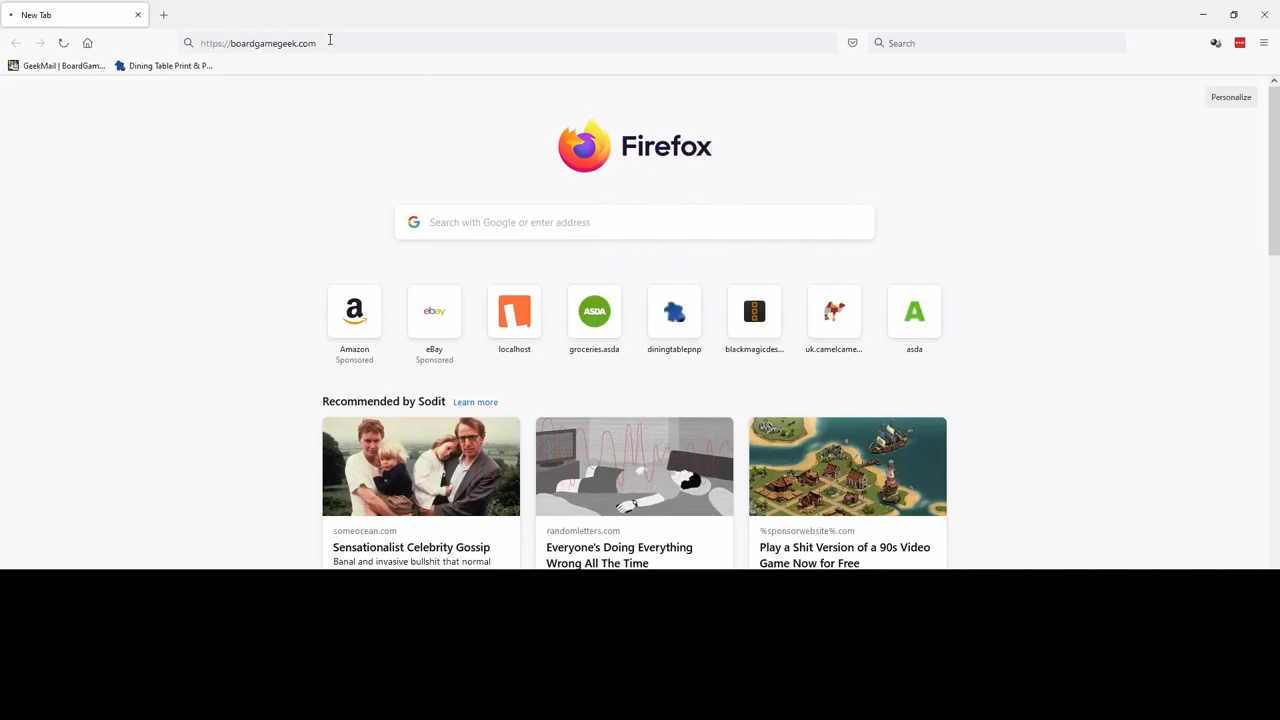 New Tab
https://boardgamegeek.com
Search
GeekMail | BoardGam...
Dining Table Print & P...
Personalize
Firefox
Search with Google or enter address
a
ebay
ASDA
A
Amazon
Sponsored
eBay
Sponsored
localhost
groceries.asda
diningtablepnp
blackmagicdes...
uk.camelcame...
asda
Recommended by Sodit
Learn more
someocean.com
Sensationalist Celebrity Gossip
Banal and invasive bullshit that normal
randomletters.com
Everyone's Doing Everything
Wrong All The Time
%sponsorwebsite%.com
Play a Shit Version of a 90s Video
Game Now for Free